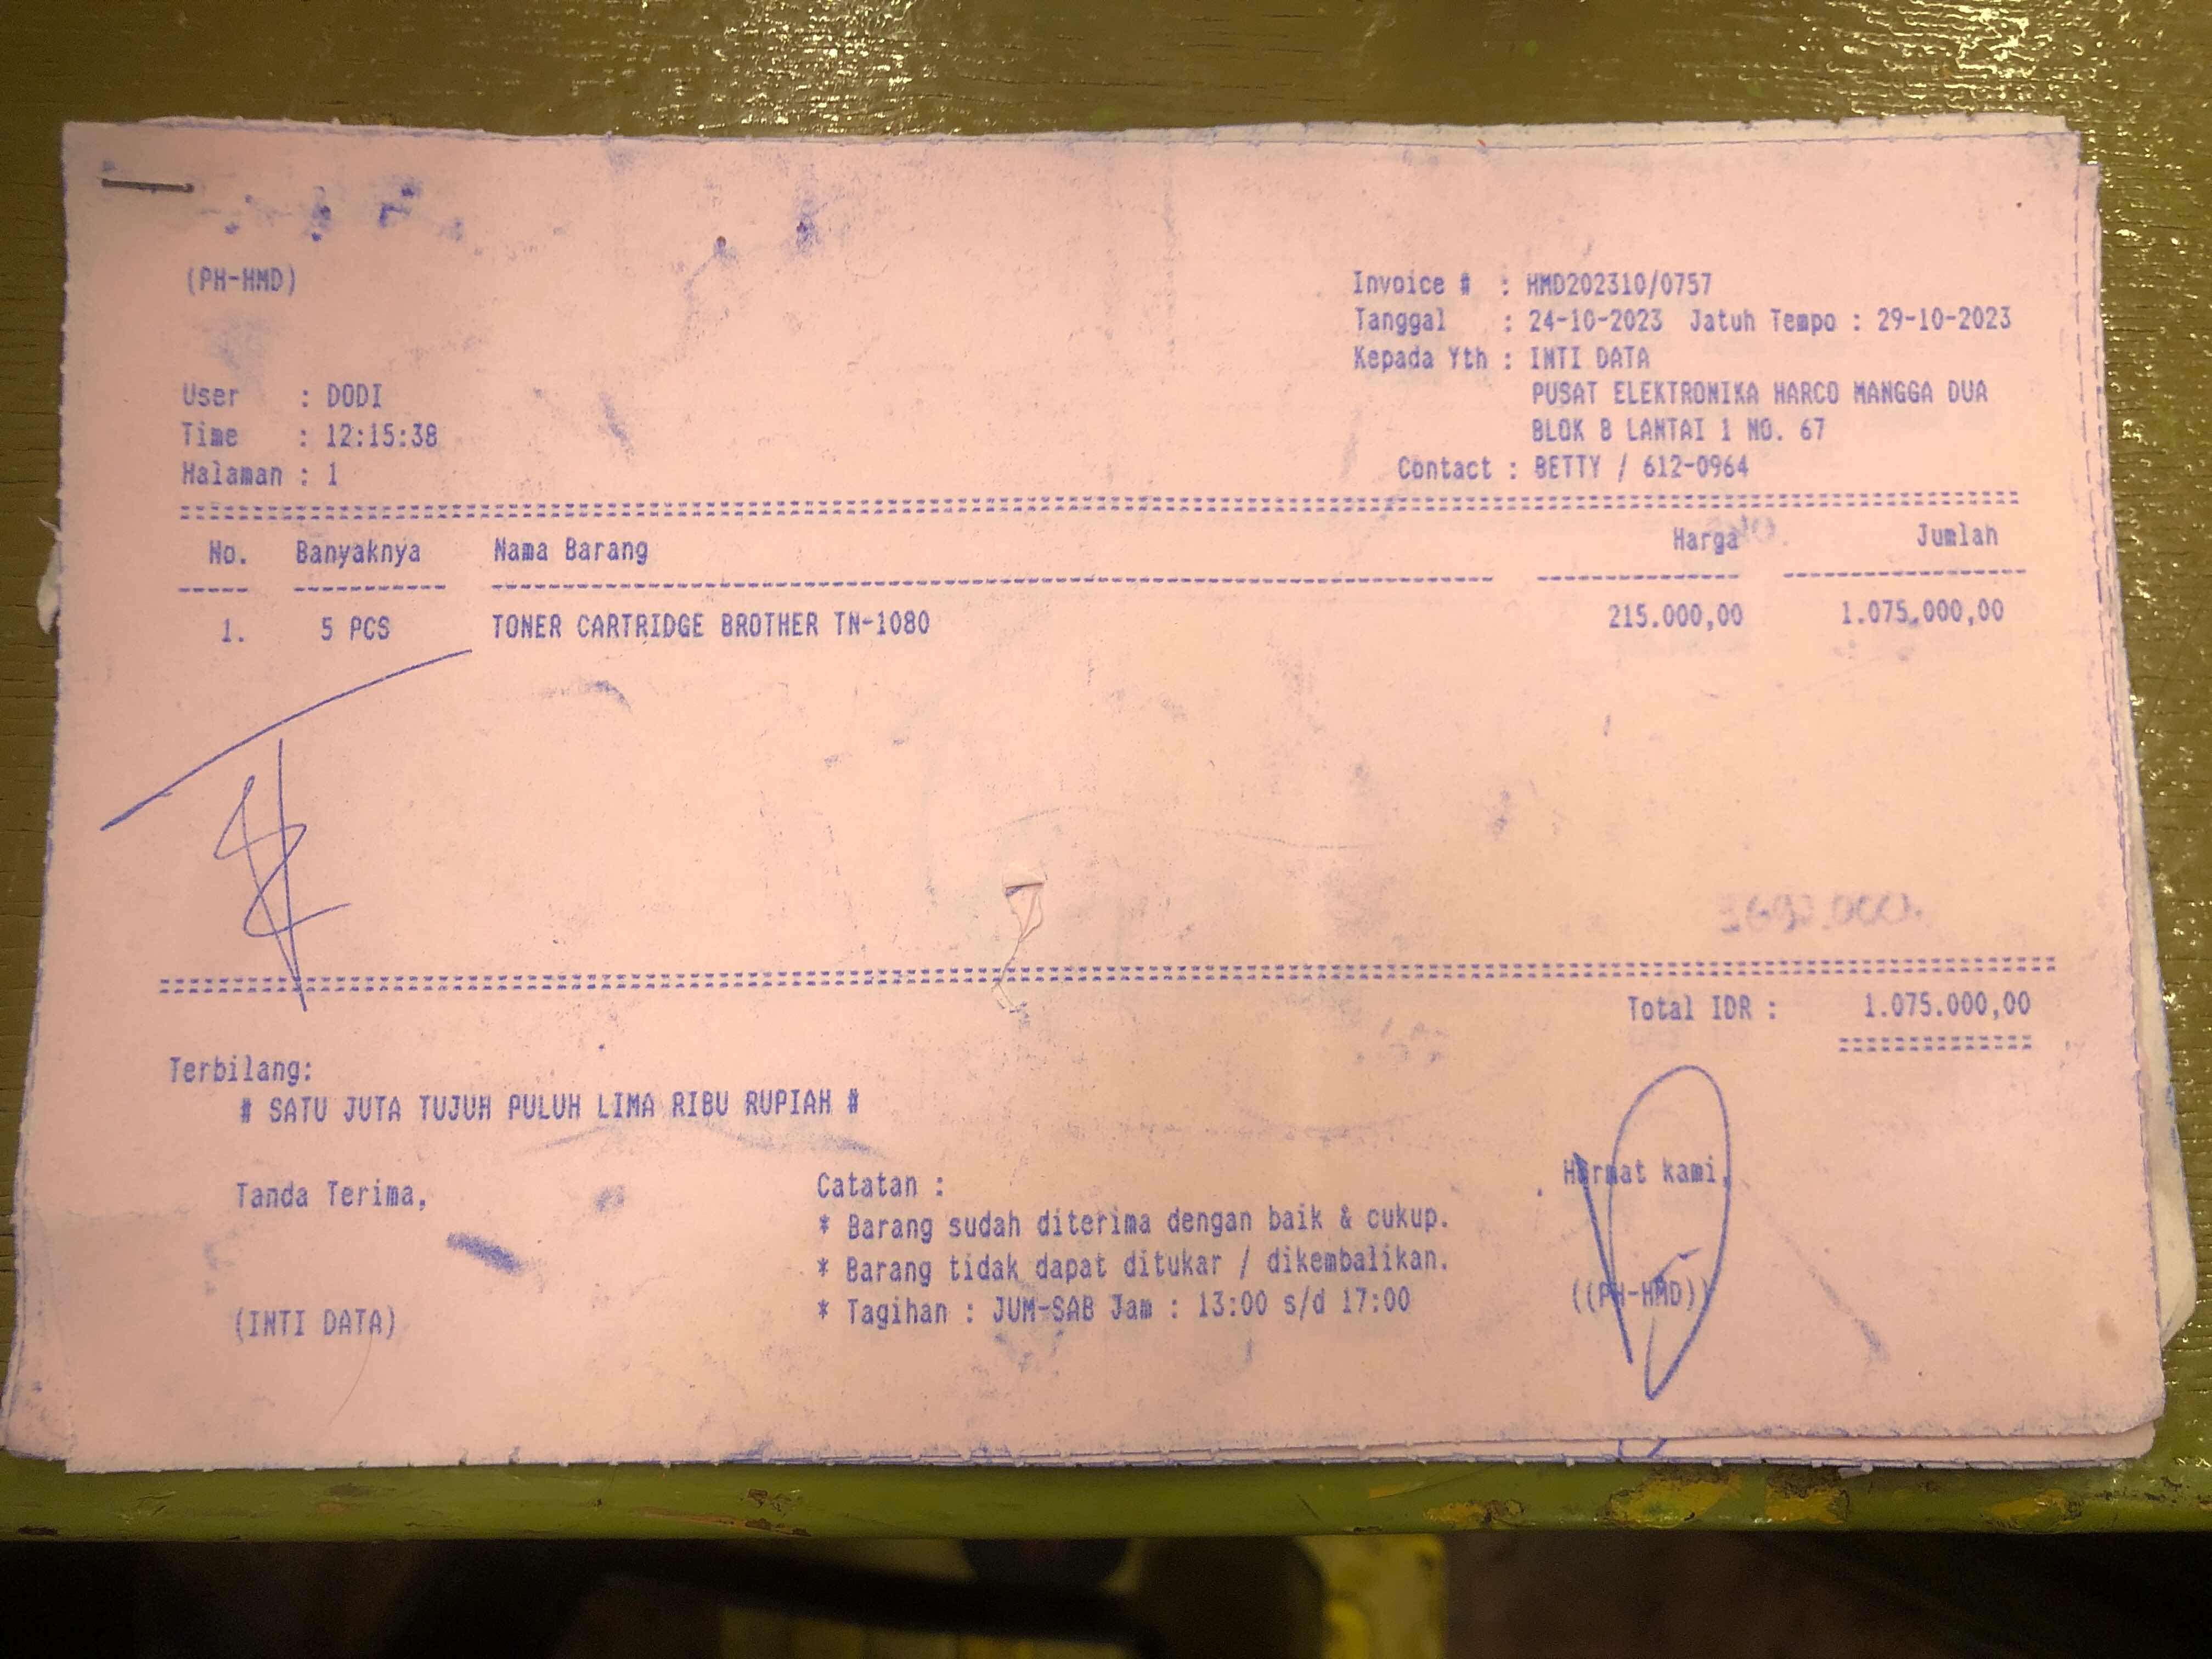 (PH-HMD)
Invoice # : HMD202310/0757
Tanggal : 24-10-2023 Jatuh Tempo : 29-10-2023
Kepada Yth : INTI DATA
User : DODI PUSAT ELEKTRONIKA HARCO MANGGA DUA
Time : 12:15:38 BLOK B LANTAI 1 NO. 67
Halaman : 1 Contact : BETTY / 612-0964
No. Banyaknya Nama Barang Harga Jumlah
1. 5 PCS TONER CARTRIDGE BROTHER TN-1080 215.000,00 1.075.000,00
Total IDR : 1.075.000,00
Terbilang:
# SATU JUTA TUJUH PULUH LIMA RIBU RUPIAH #
Tanda Terima,
(INTI DATA)
Catatan :
* Barang sudah diterima dengan baik & cukup.
* Barang tidak dapat ditukar / dikembalikan.
* Tagihan : JUM-SAB Jam : 13:00 s/d 17:00
Hormat kami,
((PH-HMD))